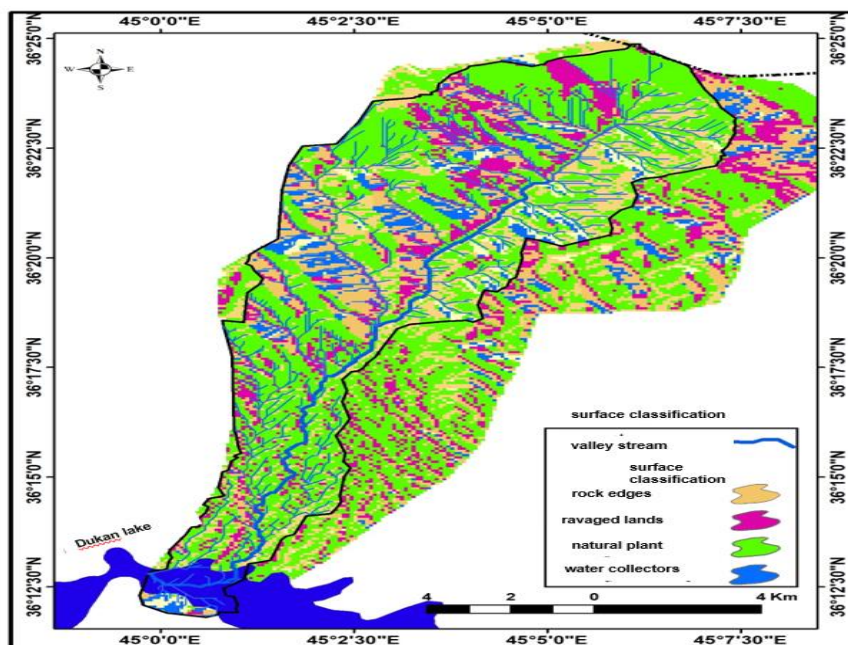 45°0'0"E 45°2'30"E 45°5'0"E 45°7'30"E
N
W E
S
36°25'0"N 36°25'0"N
36°22'30"N 36°22'30"N
36°20'0"N 36°20'0"N
36°17'30"N 36°17'30"N
36°15'0"N 36°15'0"N
36°12'30"N 36°12'30"N
Dukan lake
surface classification
valley stream
surface
classification
rock edges
ravaged lands
natural plant
water collectors
4 2 0 4 Km
45°0'0"E 45°2'30"E 45°5'0"E 45°7'30"E